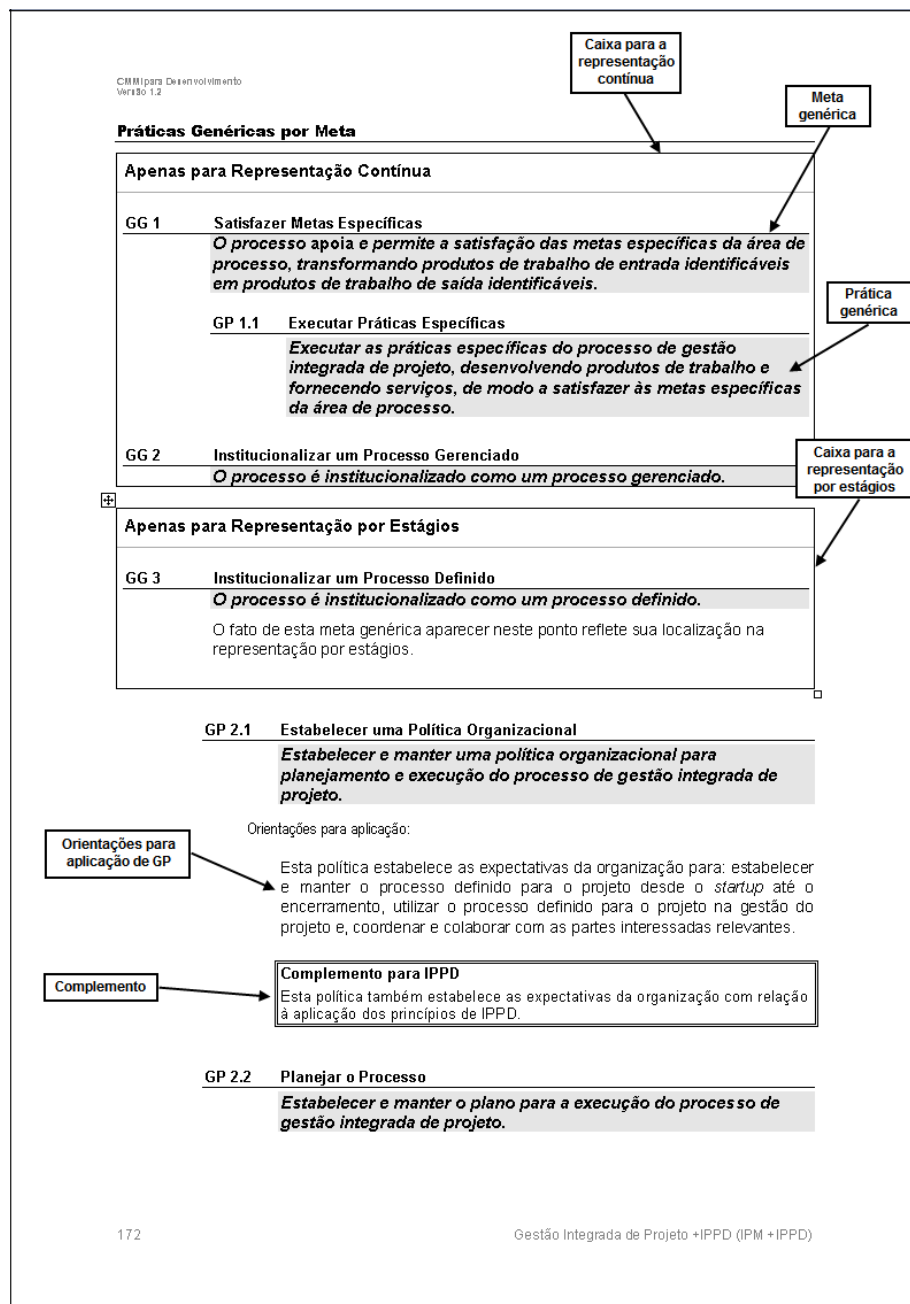 CMMI para Desenvolvimento
Versão 1.2
Caixa para a
representação
contínua
Meta
genérica
Práticas Genéricas por Meta
Apenas para Representação Contínua
GG 1 Satisfazer Metas Específicas
O processo apoia e permite a satisfação das metas específicas da área de
processo, transformando produtos de trabalho de entrada identificáveis
em produtos de trabalho de saída identificáveis.
Prática
genérica
GP 1.1 Executar Práticas Específicas
Executar as práticas específicas do processo de gestão
integrada de projeto, desenvolvendo produtos de trabalho e
fornecendo serviços, de modo a satisfazer às metas específicas
da área de processo.
GG 2 Institucionalizar um Processo Gerenciado
O processo é institucionalizado como um processo gerenciado.
Caixa para a
representação
por estágios
Apenas para Representação por Estágios
GG 3 Institucionalizar um Processo Definido
O processo é institucionalizado como um processo definido.
O fato de esta meta genérica aparecer neste ponto reflete sua localização na
representação por estágios.
GP 2.1 Estabelecer uma Política Organizacional
Estabelecer e manter uma política organizacional para
planejamento e execução do processo de gestão integrada de
projeto.
Orientações para aplicação:
Orientações para
aplicação de GP
Esta política estabelece as expectativas da organização para: estabelecer
e manter o processo definido para o projeto desde o startup até o
encerramento, utilizar o processo definido para o projeto na gestão do
projeto e, coordenar e colaborar com as partes interessadas relevantes.
Complemento
Complemento para IPPD
Esta política também estabelece as expectativas da organização com relação
à aplicação dos princípios de IPPD.
GP 2.2 Planejar o Processo
Estabelecer e manter o plano para a execução do processo de
gestão integrada de projeto.
172 Gestão Integrada de Projeto +IPPD (IPM +IPPD)